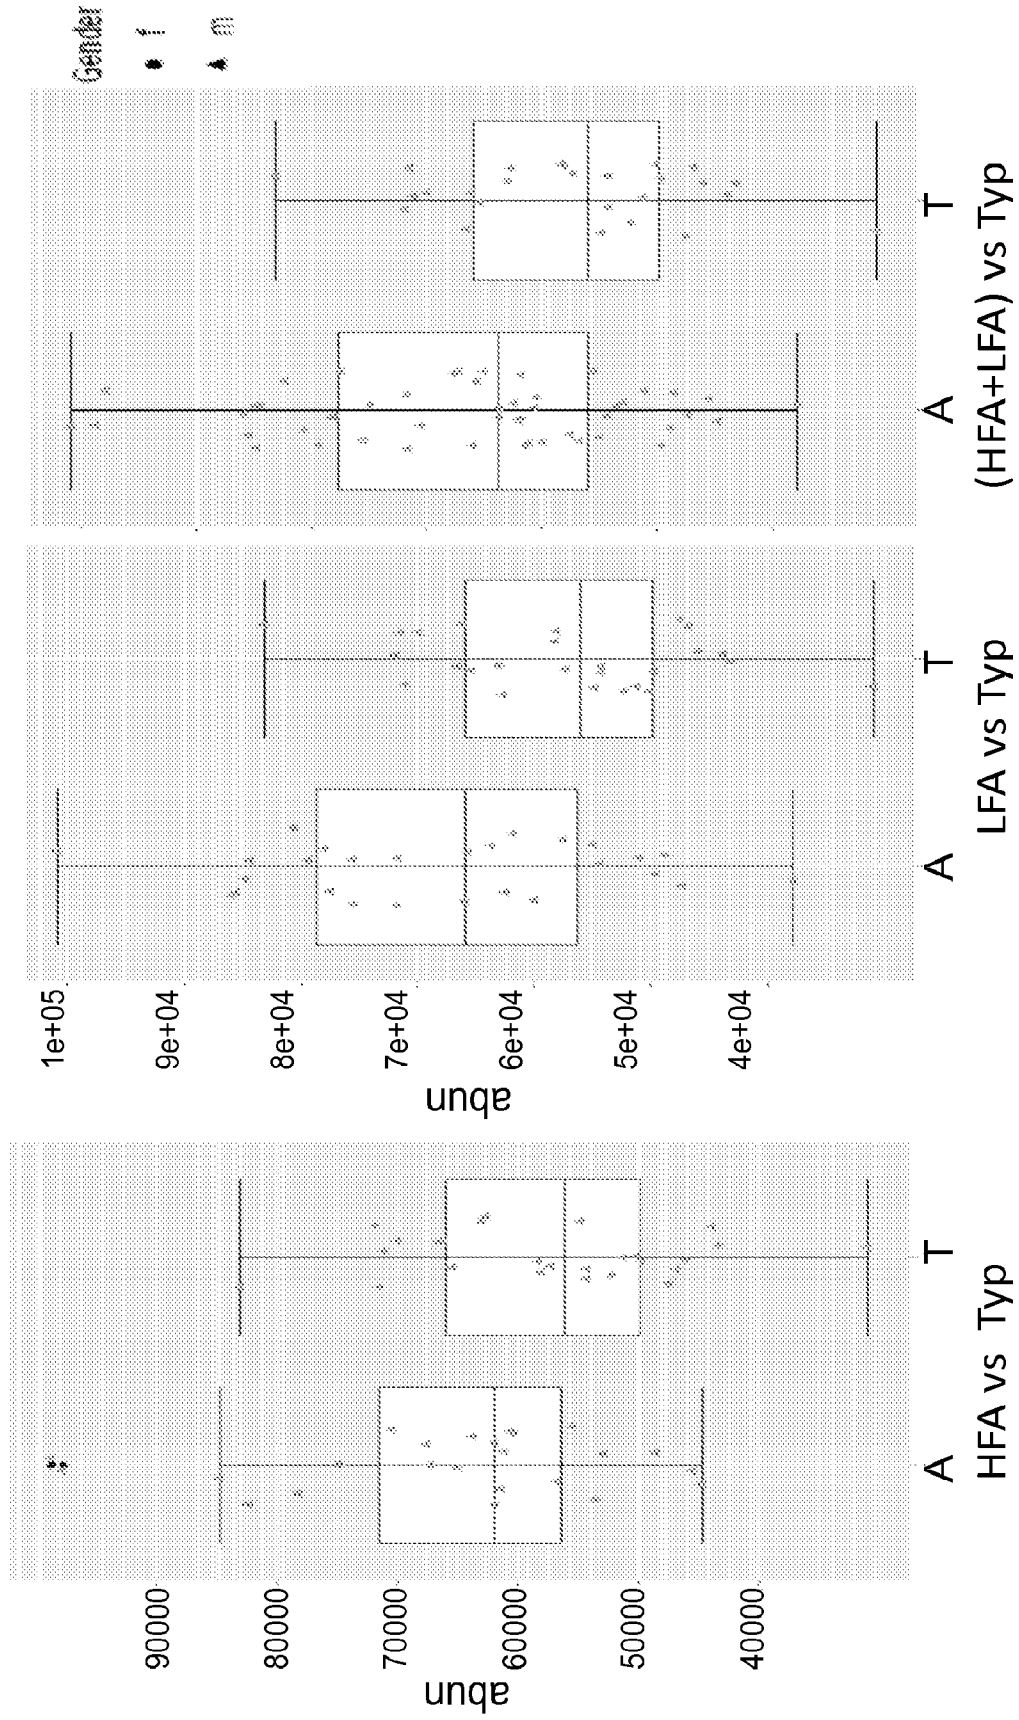 Gender
f
m
abun
90000
80000
70000
60000
50000
40000
A
T
HFA vs Typ
abun
1e+05
9e+04
8e+04
7e+04
6e+04
5e+04
4e+04
A
T
LFA vs Typ
A
T
(HFA+LFA) vs Typ